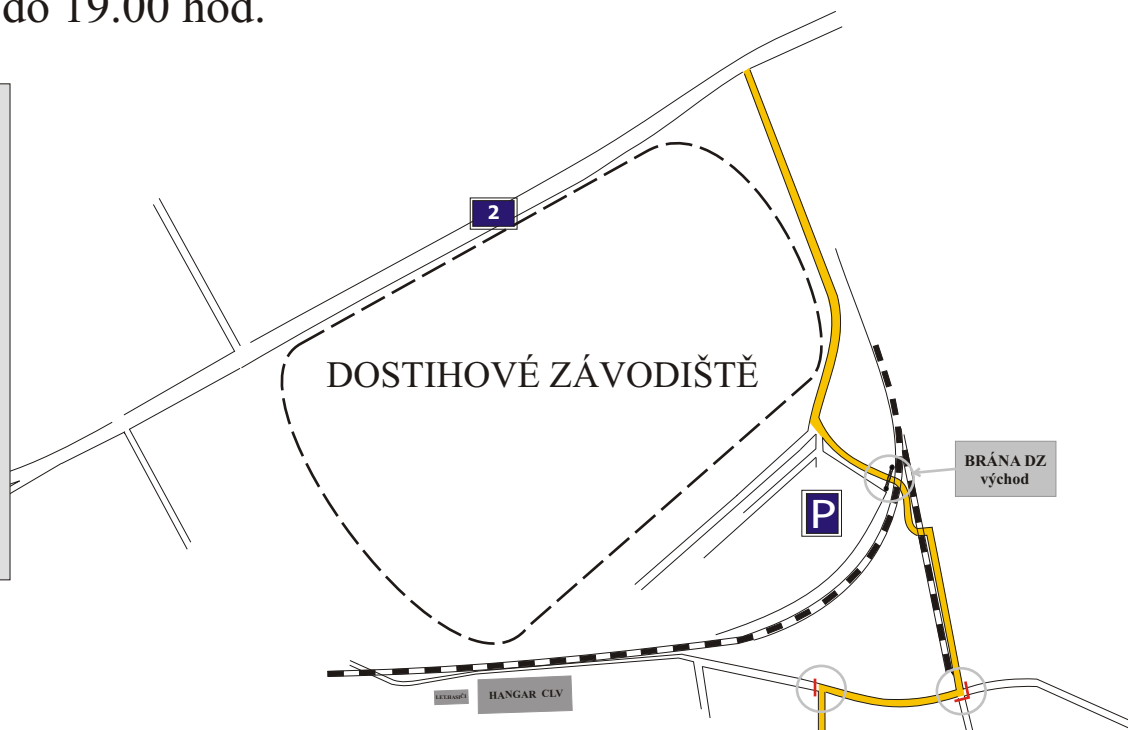 do 19.00 hod.
2
DOSTIHOVÉ ZÁVODIŠTĚ
BRÁNA DZ
východ
P
HANGAR CLV